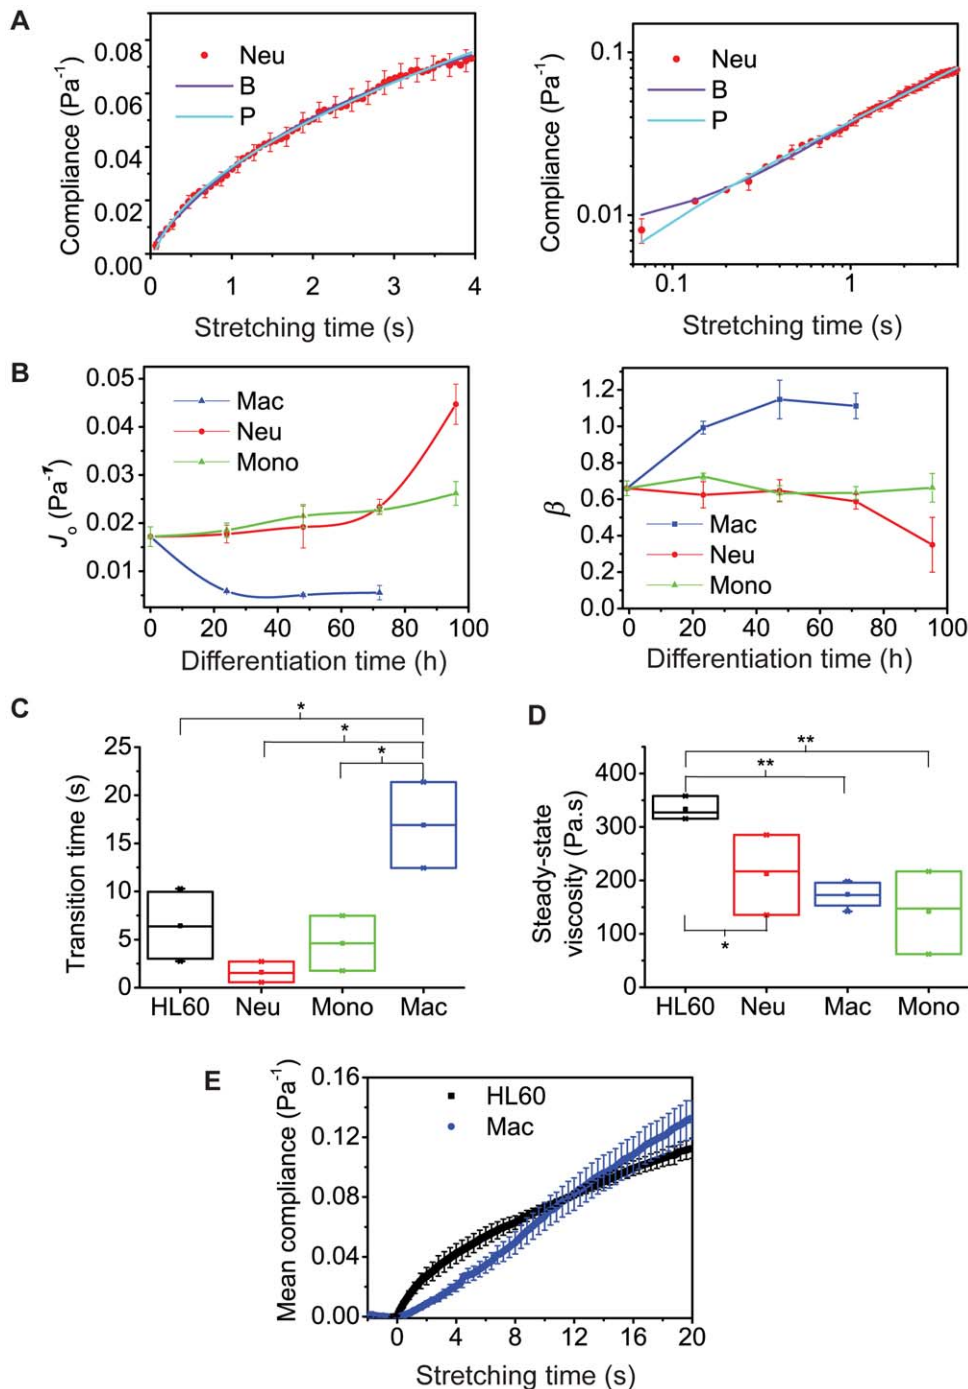 A
Compliance (Pa⁻¹)
0.08
0.06
0.04
0.02
0.00
Neu
B
P
0 1 2 3 4
Stretching time (s)
Compliance (Pa⁻¹)
0.1
0.01
Neu
B
P
0.1 1
Stretching time (s)
B
Jₒ (Pa⁻¹)
0.05
0.04
0.03
0.02
0.01
Mac
Neu
Mono
0 20 40 60 80 100
Differentiation time (h)
β
1.2
1.0
0.8
0.6
0.4
0.2
0.0
Mac
Neu
Mono
0 20 40 60 80 100
Differentiation time (h)
C
Transition time (s)
25
20
15
10
5
0
*
*
*
HL60 Neu Mono Mac
D
Steady-state
viscosity (Pa.s)
400
300
200
100
0
**
**
*
HL60 Neu Mac Mono
E
Mean compliance (Pa⁻¹)
0.16
0.12
0.08
0.04
0.00
HL60
Mac
0 4 8 12 16 20
Stretching time (s)